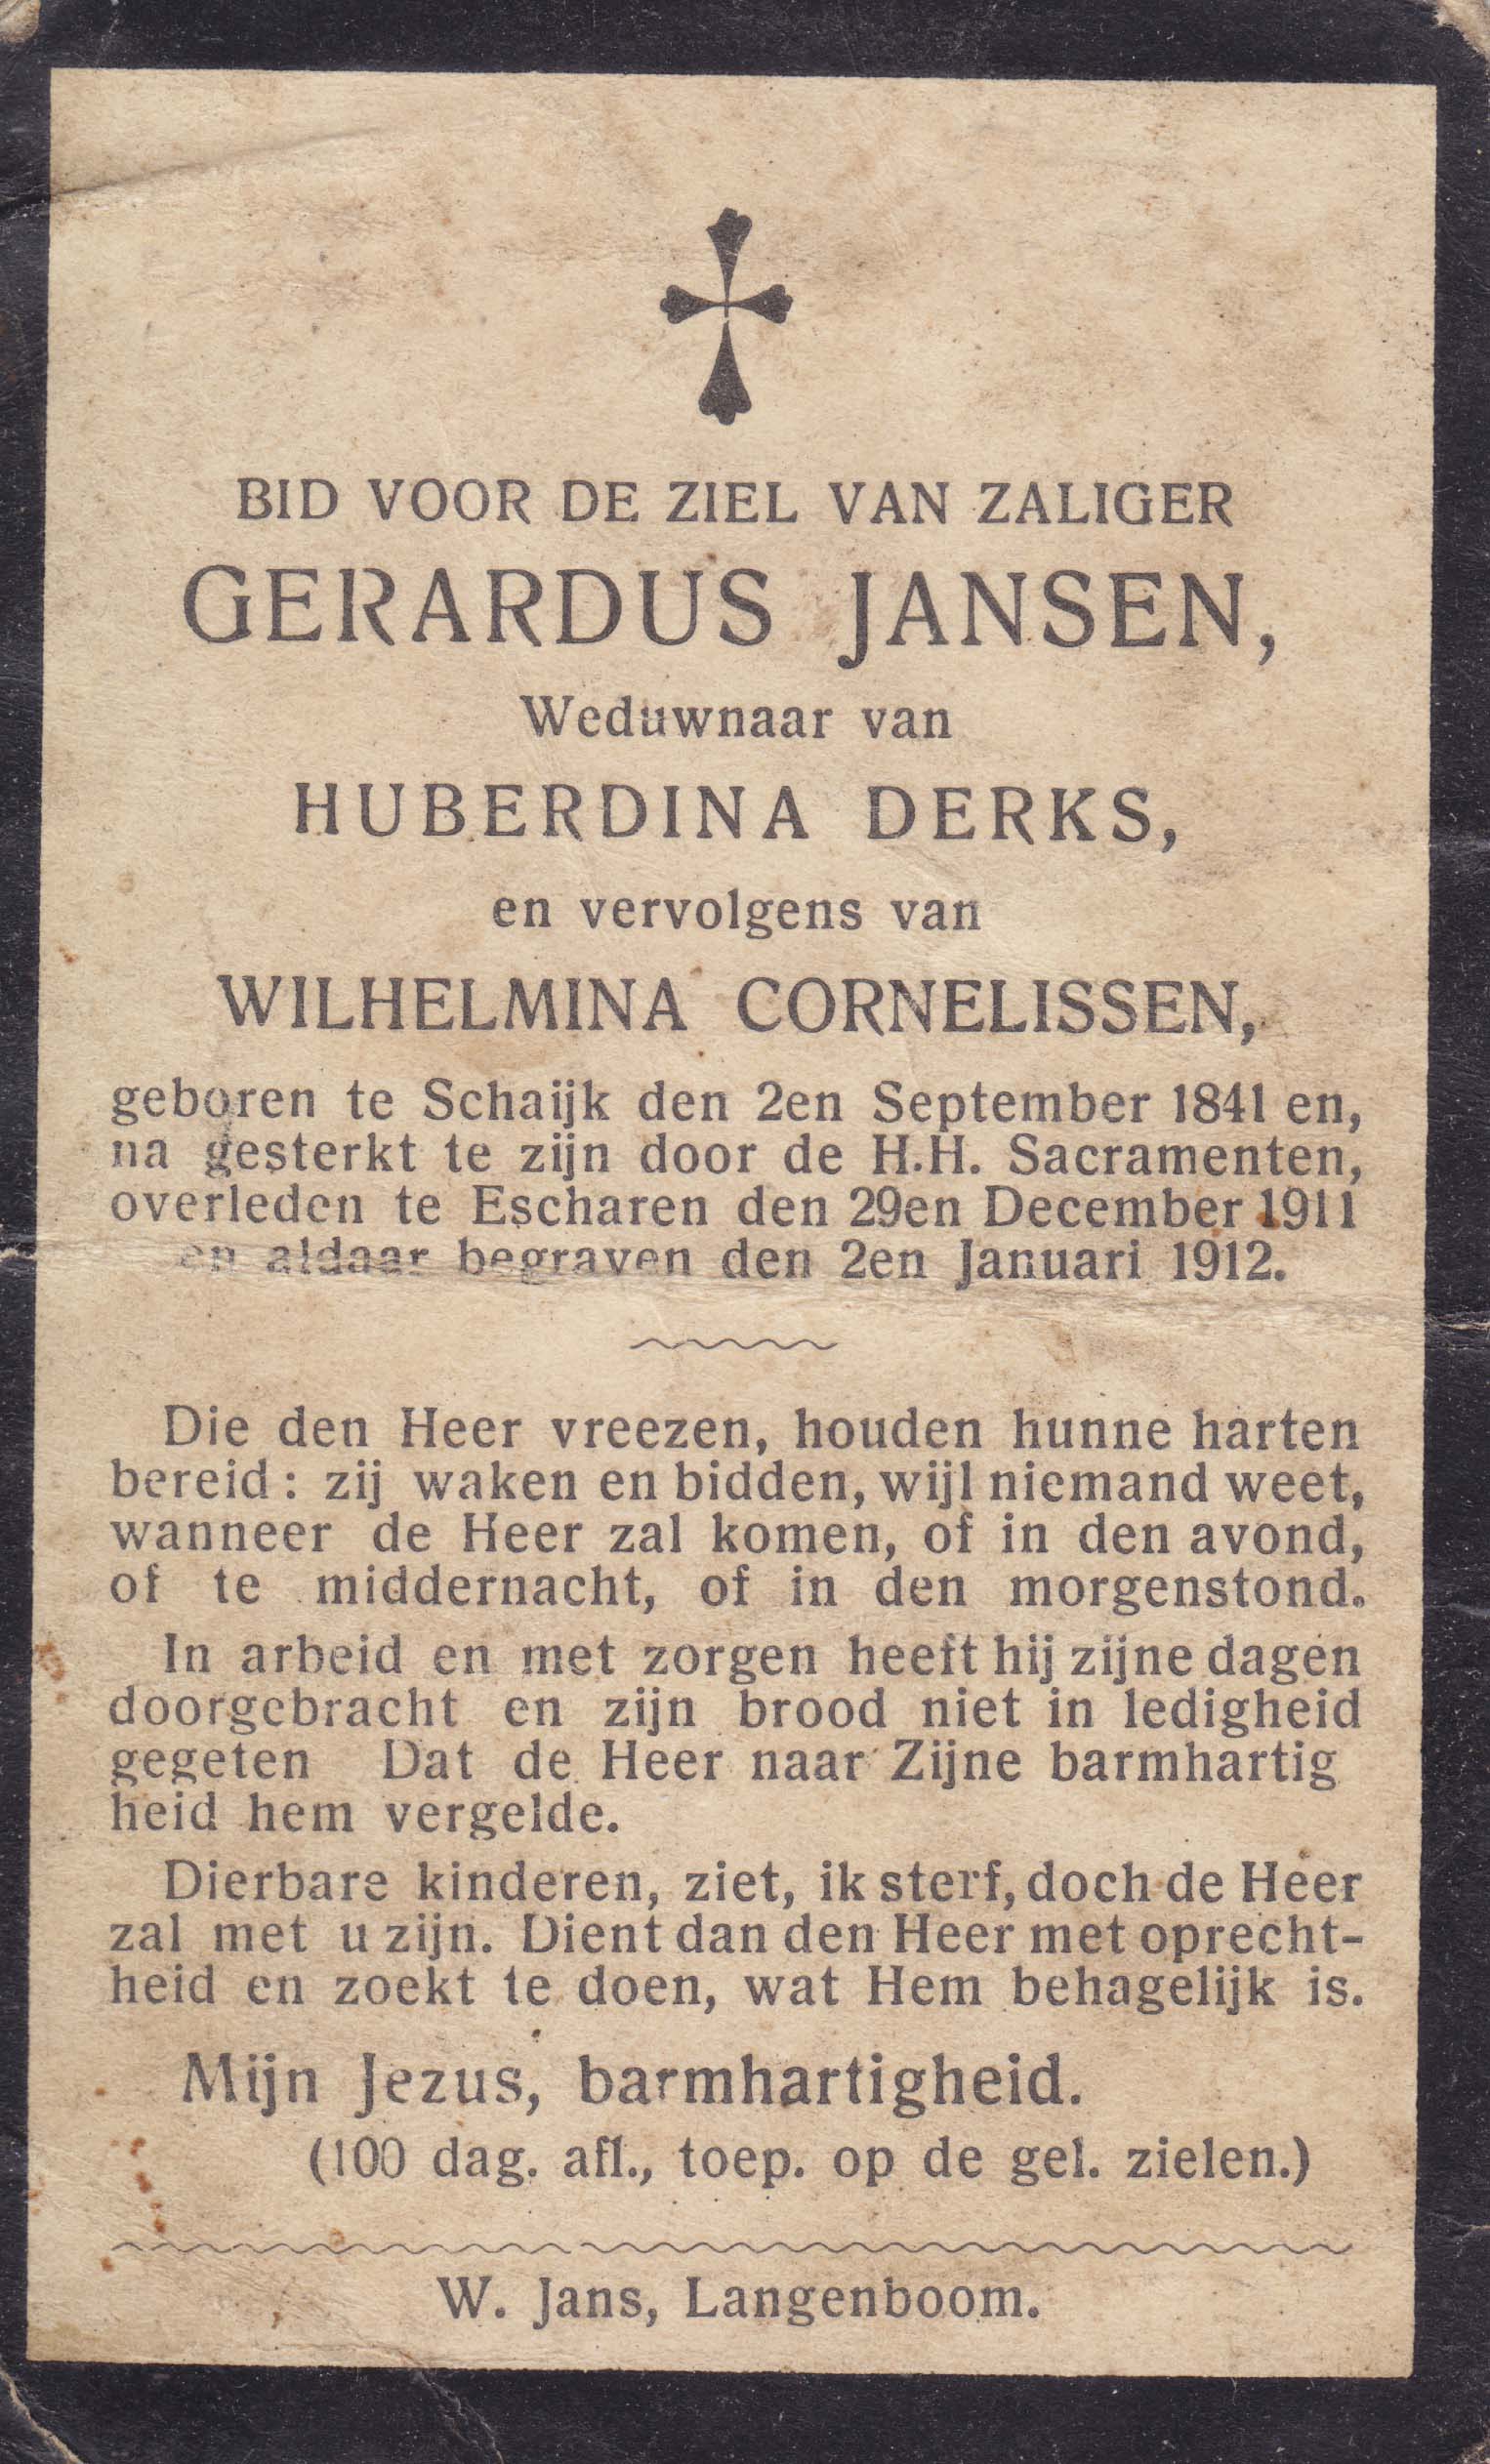 BID VOOR DE ZIEL VAN ZALIGER
GERARDUS JANSEN,
Weduwnaar van
HUBERDINA DERKS,
en vervolgens van
WILHELMINA CORNELISSEN,
geboren te Schaijk den 2en September 1841 en,
na gesterkt te zijn door de H.H. Sacramenten,
overleden te Escharen den 29en December 1911
en aldaar begraven den 2en Januari 1912.
Die den Heer vreezen, houden hunne harten
bereid: zij waken en bidden, wijl niemand weet,
wanneer de Heer zal komen, of in den avond,
of te middernacht, of in den morgenstond.
In arbeid en met zorgen heeft hij zijne dagen
doorgebracht en zijn brood niet in ledigheid
gegeten Dat de Heer naar Zijne barmhartig
heid hem vergelde.
Dierbare kinderen, ziet, ik sterf, doch de Heer
zal met u zijn. Dient dan den Heer met oprecht-
heid en zoekt te doen, wat Hem behagelijk is.
Mijn Jezus, barmhartigheid.
(100 dag. afl., toep. op de gel. zielen.)
W. Jans, Langenboom.